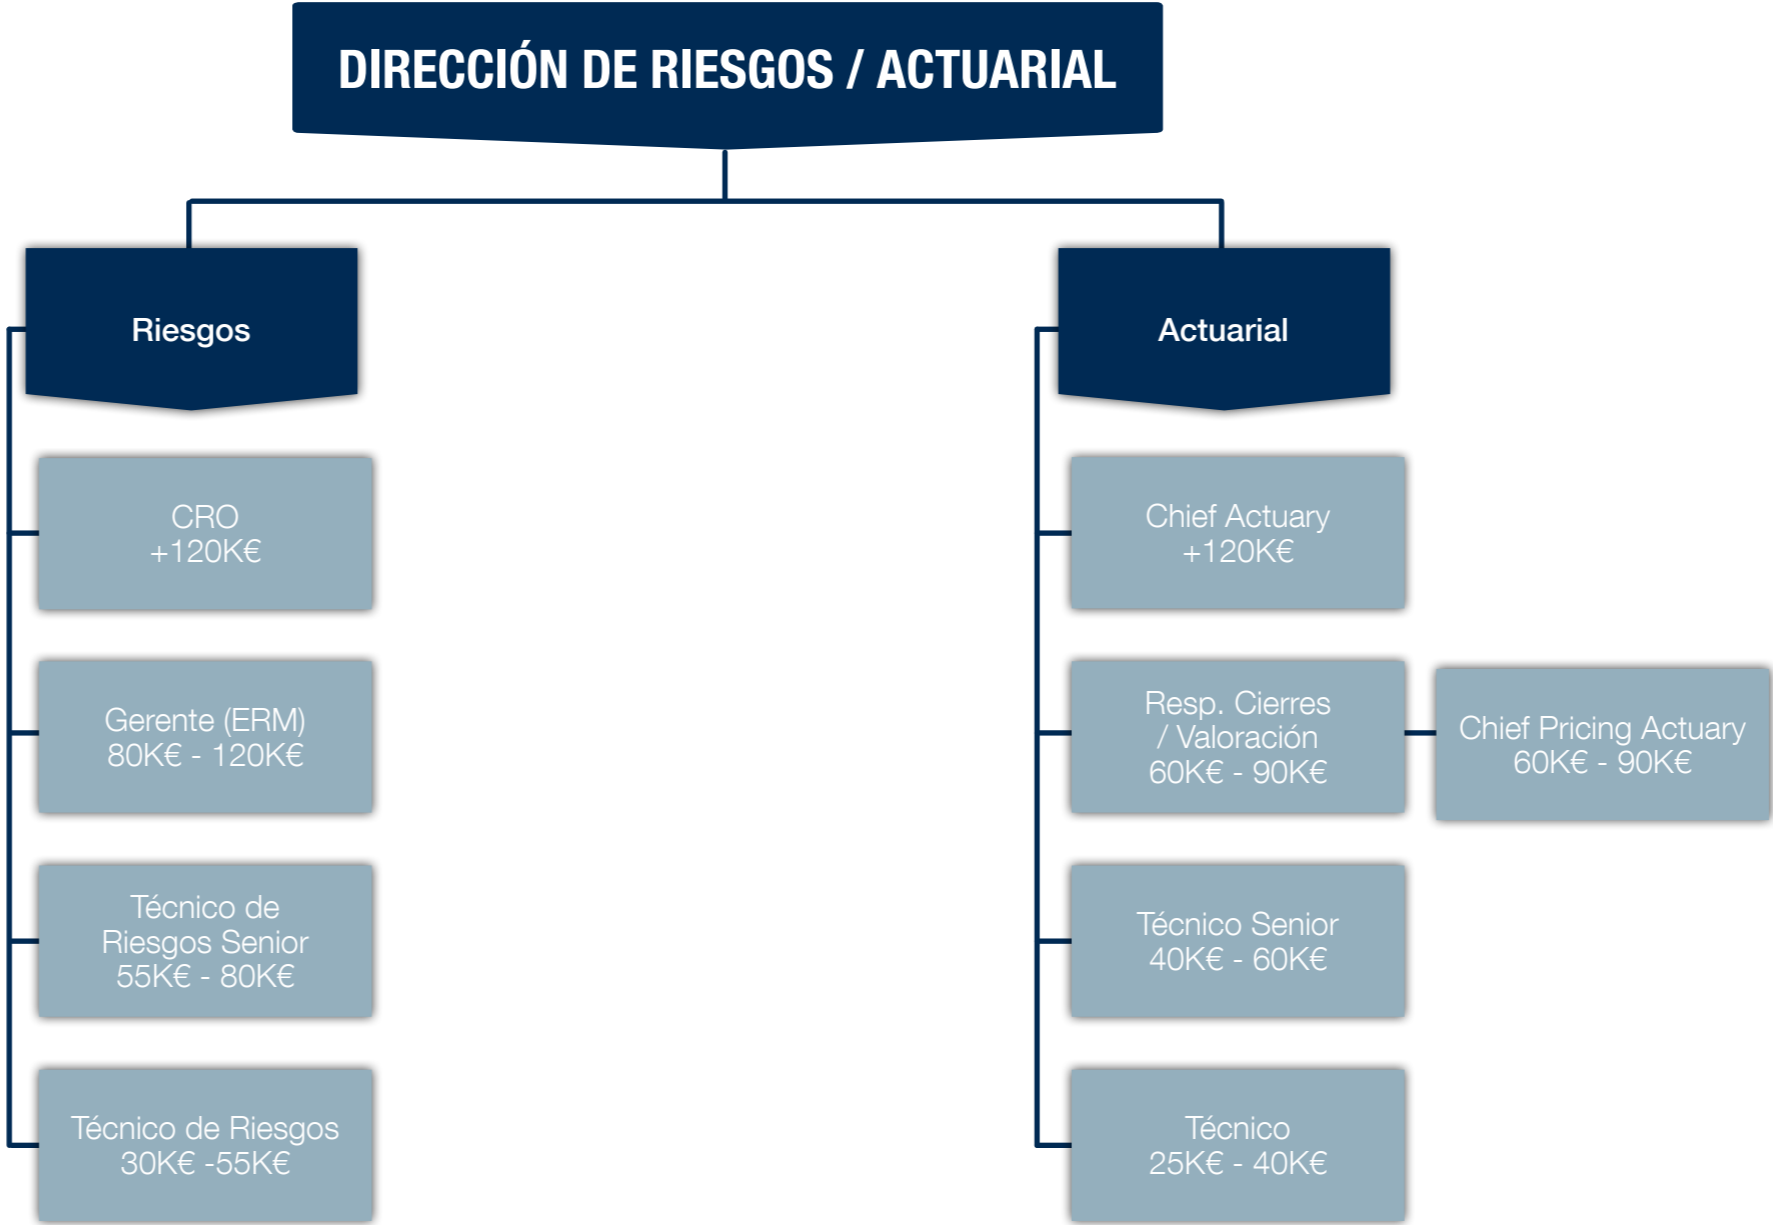 DIRECCIÓN DE RIESGOS / ACTUARIAL
Riesgos
CRO
+120K€
Gerente (ERM)
80K€ - 120K€
Técnico de
Riesgos Senior
55K€ - 80K€
Técnico de Riesgos
30K€ -55K€
Actuarial
Chief Actuary
+120K€
Resp. Cierres
/ Valoración
60K€ - 90K€
Chief Pricing Actuary
60K€ - 90K€
Técnico Senior
40K€ - 60K€
Técnico
25K€ - 40K€